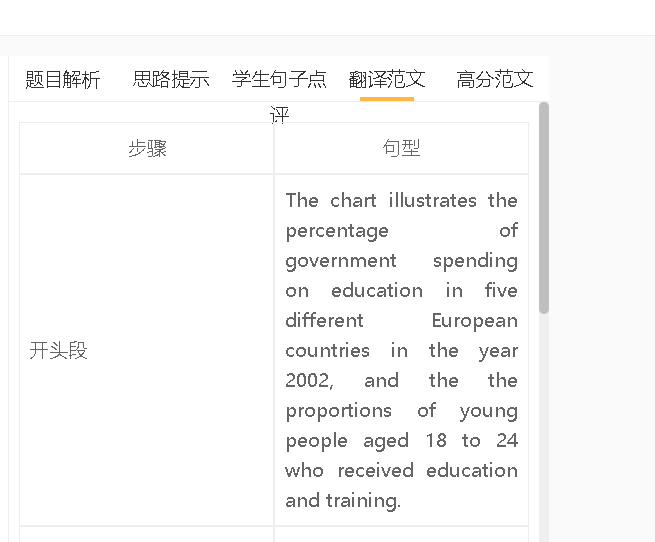 题目解析 思路提示 学生句子点评 翻译范文 高分范文
步骤 句型
开头段
The chart illustrates the
percentage of
government spending
on education in five
different European
countries in the year
2002, and the the
proportions of young
people aged 18 to 24
who received education
and training.